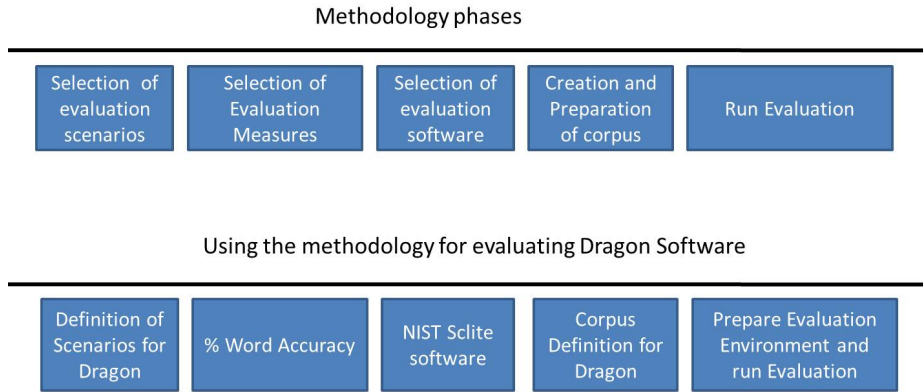 Methodology phases
Selection of
evaluation
scenarios
Selection of
Evaluation
Measures
Selection of
evaluation
software
Creation and
Preparation
of corpus
Run Evaluation
Using the methodology for evaluating Dragon Software
Definition of
Scenarios for
Dragon
% Word Accuracy
NIST Sclite
software
Corpus
Definition for
Dragon
Prepare Evaluation
Environment and
run Evaluation